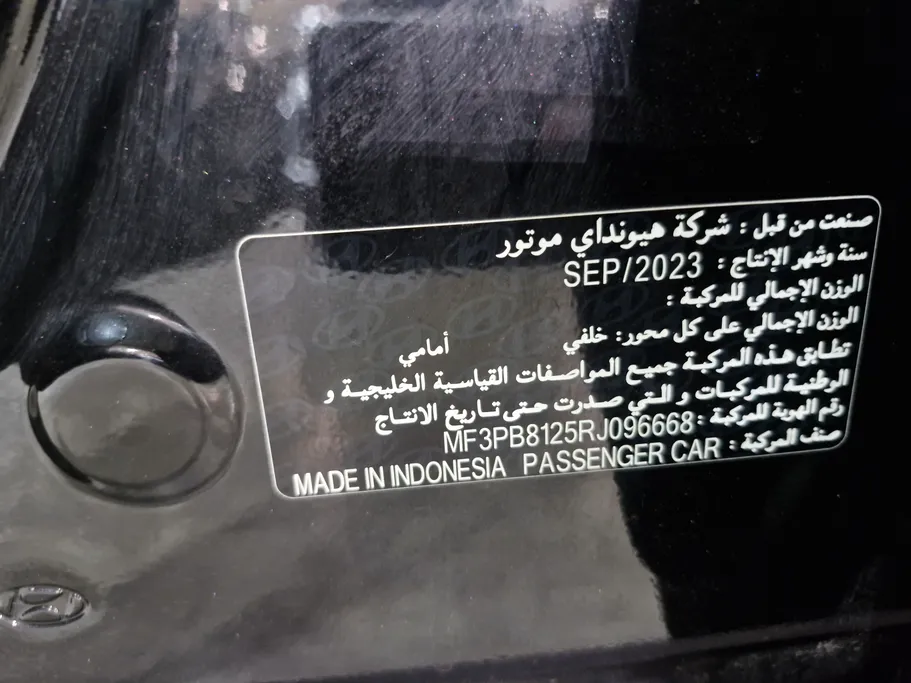 صنعت من قبل : شركة هيونداي موتور
سنة وشهر الإنتاج : SEP/2023
الوزن الإجمالي للمركبة :
الوزن الإجمالي على كل محور: خلفي أمامي
تطابق هذه المركبة جميع المواصفات القياسية الخليجية و
الوطنية للمركبات و التي صدرت حتى تاريخ الانتاج
رقم الهوية للمركبة : MF3PB8125RJ096668
صنف المركبة : PASSENGER CAR MADE IN INDONESIA